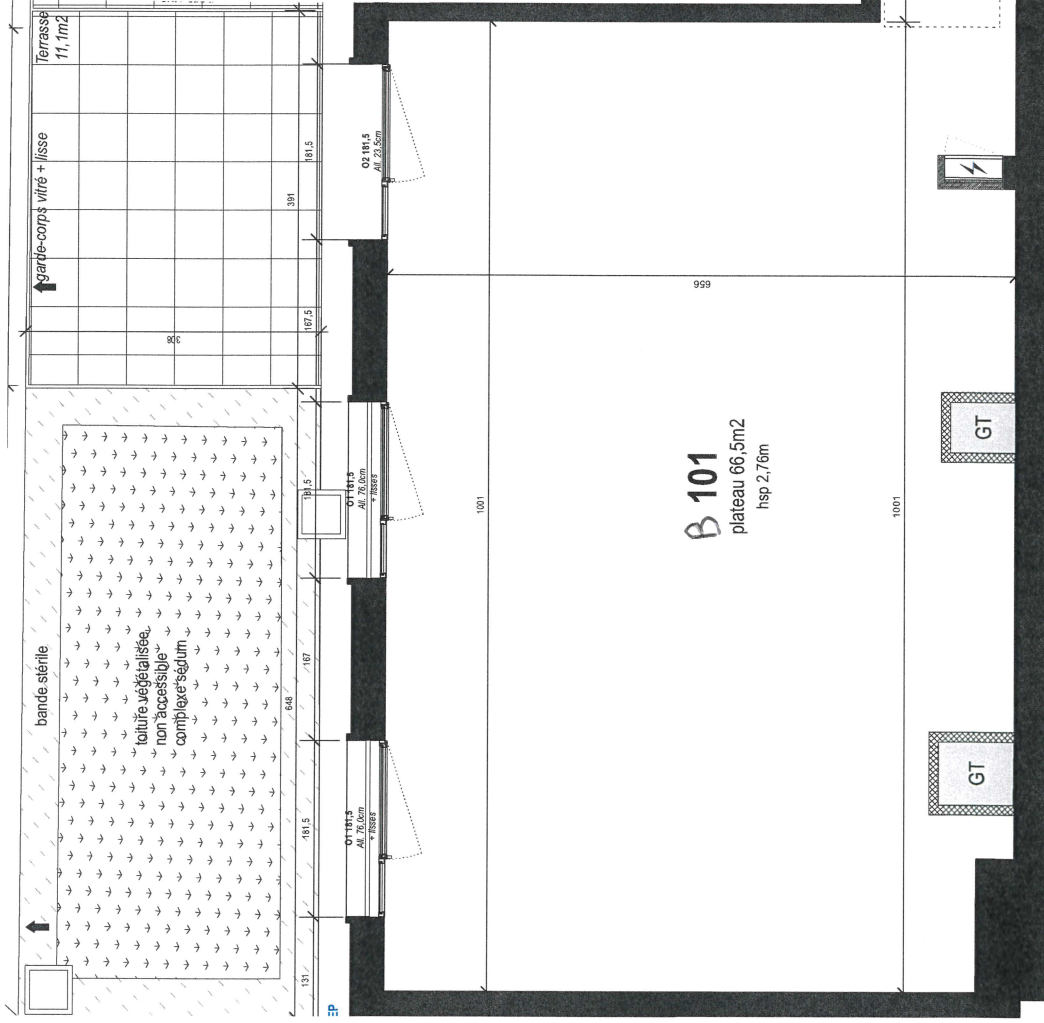 Terrasse
11,1m2
garde-corps vitré + lisse
308
391
181,5
167,5
O2 181,5
All. 23,5cm
656
bande stérile
toiture végétalisée
non accessible
complexe sédum
648
181,5
167
181,5
131
O1 181,5
All. 76,0cm
+ lisses
O1 181,5
All. 76,0cm
+ lisses
1001
B 101
plateau 66,5m2
hsp 2,76m
1001
GT
GT
EP